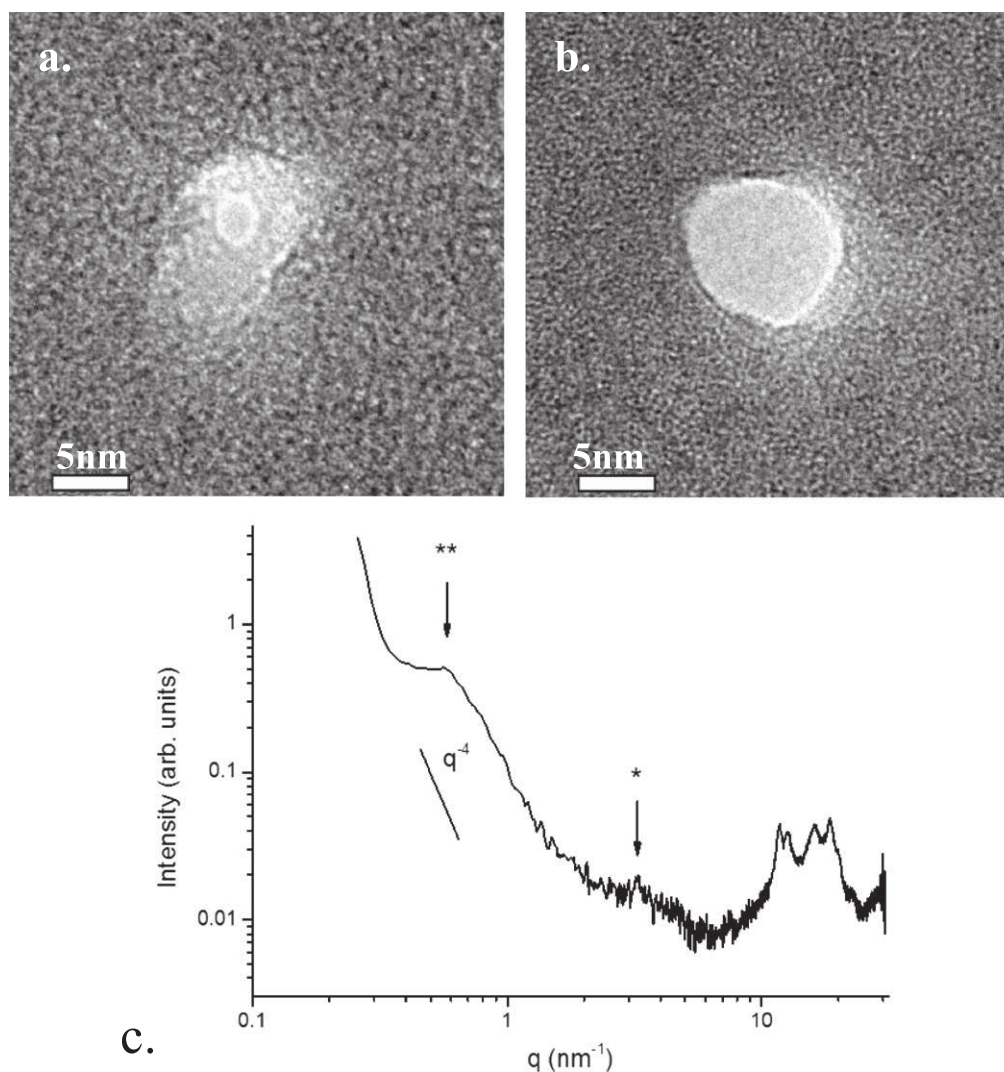 a.
b.
5nm
5nm
**
1
q⁻⁴
0.1
*
0.01
Intensity (arb. units)
0.1
1
10
q (nm⁻¹)
c.